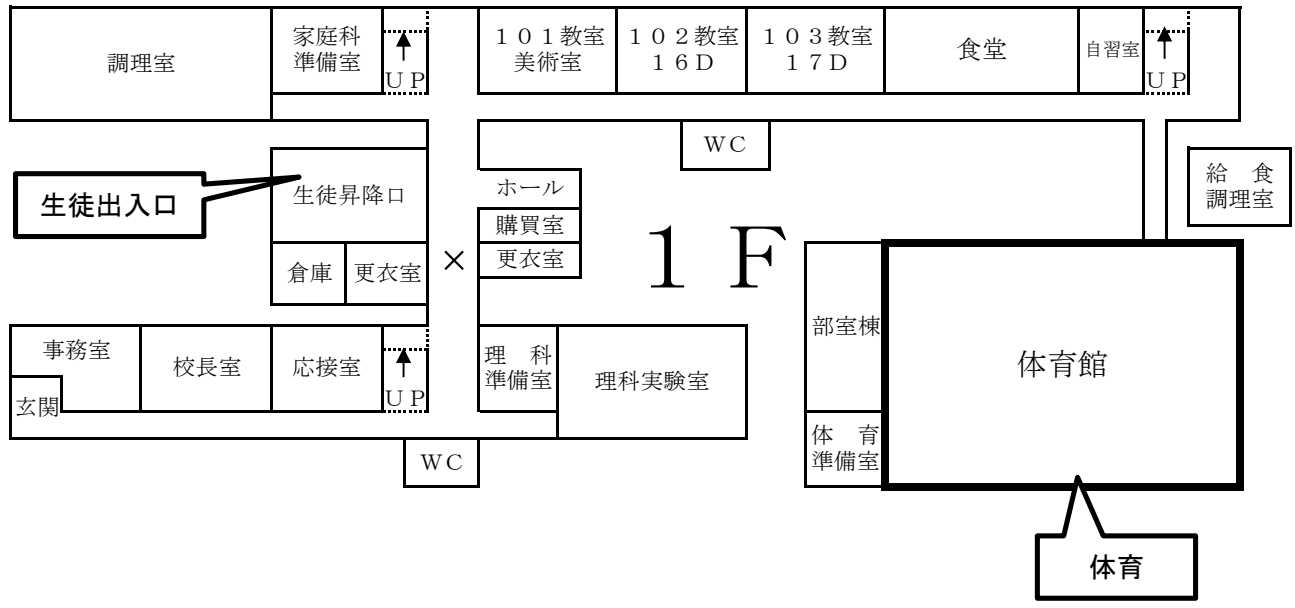 調理室
家庭科
準備室
ＵＰ
１０１教室
美術室
１０２教室
１６Ｄ
１０３教室
１７Ｄ
食堂
自習室
ＵＰ
ＷＣ
給　食
調理室
生徒出入口
生徒昇降口
ホール
購買室
更衣室
倉庫
更衣室
×
１Ｆ
事務室
玄関
校長室
応接室
ＵＰ
理　科
準備室
理科実験室
ＷＣ
部室棟
体　育
準備室
体育館
体育